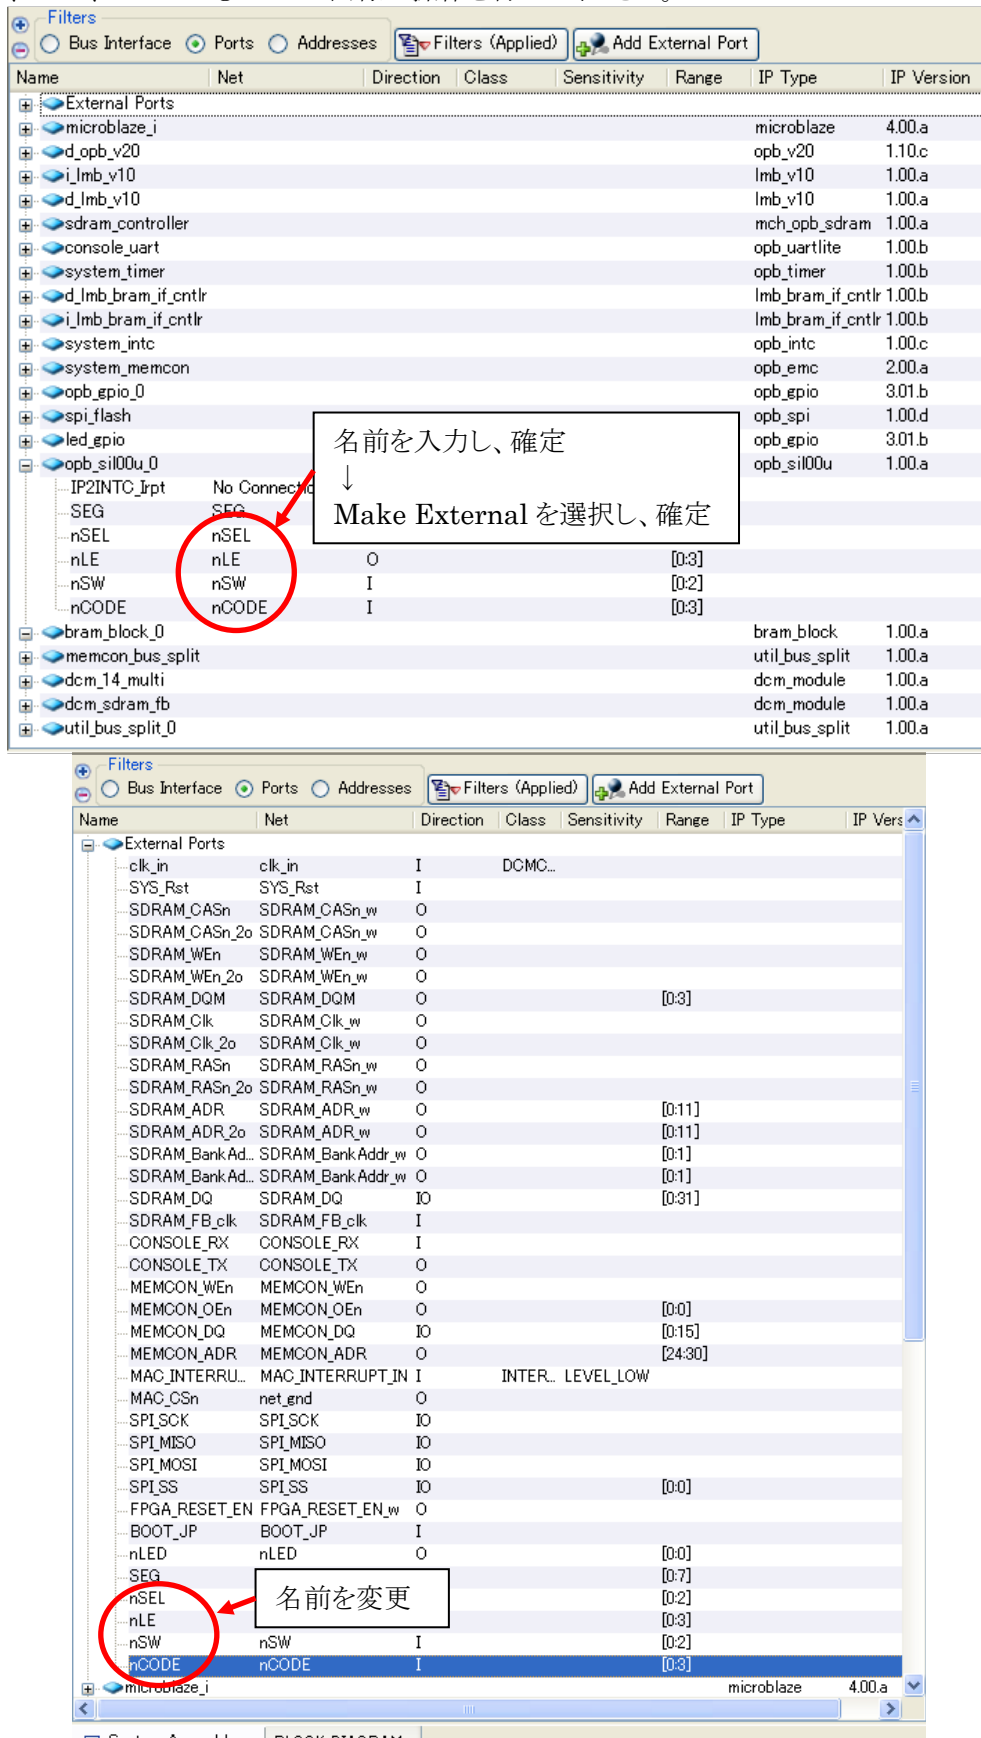 Filters
Bus Interface Ports Addresses Filters (Applied) Add External Port
Name Net Direction Class Sensitivity Range IP Type IP Version
External Ports
microblaze_i microblaze 4.00.a
d_opb_v20 opb_v20 1.10.c
i_lmb_v10 lmb_v10 1.00.a
d_lmb_v10 lmb_v10 1.00.a
sdram_controller mch_opb_sdram 1.00.a
console_uart opb_uartlite 1.00.b
system_timer opb_timer 1.00.b
d_lmb_bram_if_cntlr lmb_bram_if_cntlr 1.00.b
i_lmb_bram_if_cntlr lmb_bram_if_cntlr 1.00.b
system_intc opb_intc 1.00.c
system_memcon opb_emc 2.00.a
opb_gpio_0 opb_gpio 3.01.b
spi_flash opb_spi 1.00.d
led_gpio opb_gpio 3.01.b
opb_sil00u_0 opb_sil00u 1.00.a
名前を入力し、確定
↓
Make External を選択し、確定
IP2INTC_Irpt No Connectio
SEG SEG
nSEL nSEL
nLE nLE O [0:3]
nSW nSW I [0:2]
nCODE nCODE I [0:3]
bram_block_0 bram_block 1.00.a
memcon_bus_split util_bus_split 1.00.a
dcm_14_multi dcm_module 1.00.a
dcm_sdram_fb dcm_module 1.00.a
util_bus_split_0 util_bus_split 1.00.a
Filters
Bus Interface Ports Addresses Filters (Applied) Add External Port
Name Net Direction Class Sensitivity Range IP Type IP Vers
External Ports
clk_in clk_in I DCMC...
SYS_Rst SYS_Rst I
SDRAM_CASn SDRAM_CASn_w O
SDRAM_CASn_2o SDRAM_CASn_w O
SDRAM_WEn SDRAM_WEn_w O
SDRAM_WEn_2o SDRAM_WEn_w O
SDRAM_DQM SDRAM_DQM O [0:3]
SDRAM_Clk SDRAM_Clk_w O
SDRAM_Clk_2o SDRAM_Clk_w O
SDRAM_RASn SDRAM_RASn_w O
SDRAM_RASn_2o SDRAM_RASn_w O
SDRAM_ADR SDRAM_ADR_w O [0:11]
SDRAM_ADR_2o SDRAM_ADR_w O [0:11]
SDRAM_BankAd... SDRAM_BankAddr_w O [0:1]
SDRAM_BankAd... SDRAM_BankAddr_w O [0:1]
SDRAM_DQ SDRAM_DQ IO [0:31]
SDRAM_FB_clk SDRAM_FB_clk I
CONSOLE_RX CONSOLE_RX I
CONSOLE_TX CONSOLE_TX O
MEMCON_WEn MEMCON_WEn O
MEMCON_OEn MEMCON_OEn O [0:0]
MEMCON_DQ MEMCON_DQ IO [0:15]
MEMCON_ADR MEMCON_ADR O [24:30]
MAC_INTERRU... MAC_INTERRUPT_IN I INTER... LEVEL_LOW
MAC_CSn net_gnd O
SPI_SCK SPI_SCK IO
SPI_MISO SPI_MISO IO
SPI_MOSI SPI_MOSI IO
SPI_SS SPI_SS IO [0:0]
FPGA_RESET_EN FPGA_RESET_EN_w O
BOOT_JP BOOT_JP I
nLED nLED O [0:0]
SEG [0:7]
nSEL [0:2]
名前を変更
nLE [0:3]
nSW nSW I [0:2]
nCODE nCODE I [0:3]
microblaze_i microblaze 4.00.a